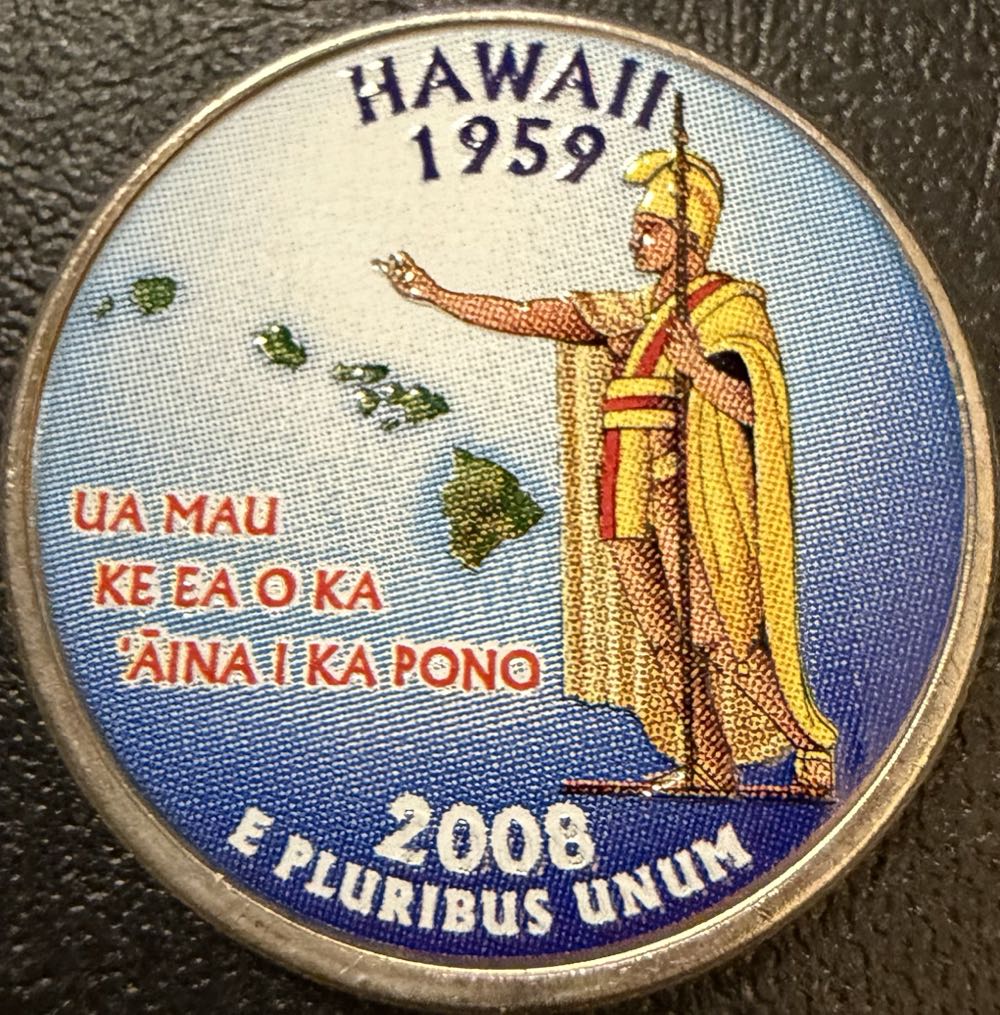 HAWAII
1959
UA MAU
KE EA O KA
'ĀINA I KA PONO
2008
E PLURIBUS UNUM